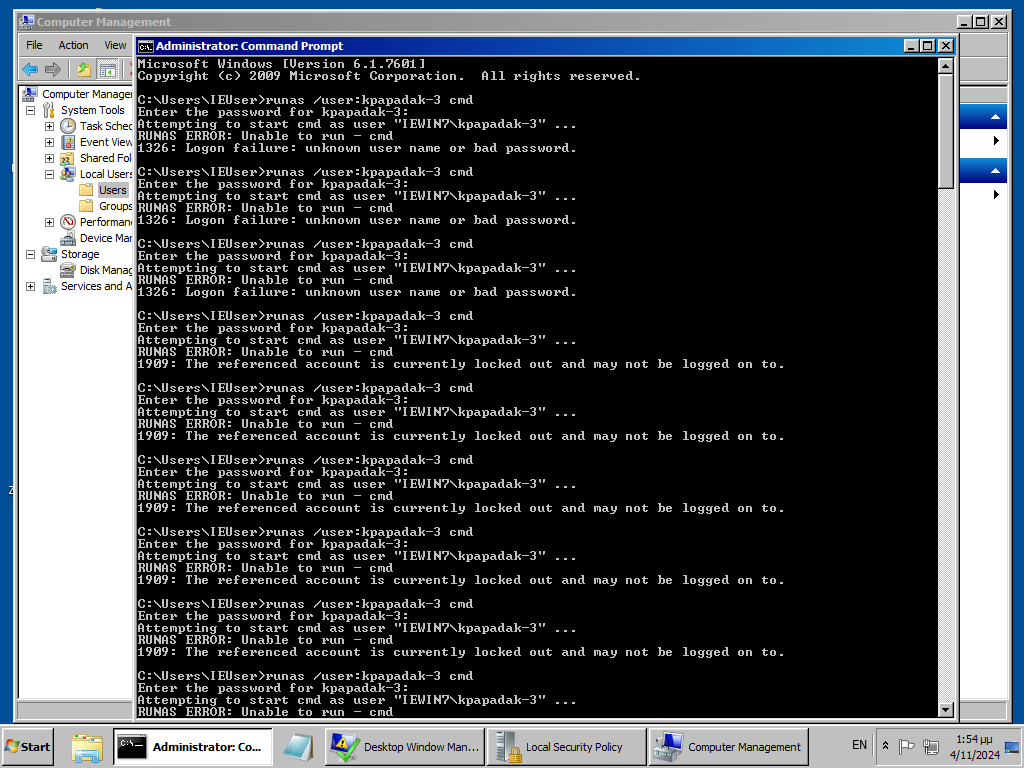 Computer Management
File Action View
Administrator: Command Prompt
Computer Manager
System Tools
Task Sched
Event View
Shared Fol
Local Users
Users
Groups
Performan
Device Man
Storage
Disk Manag
Services and A
Microsoft Windows [Version 6.1.7601]
Copyright (c) 2009 Microsoft Corporation.  All rights reserved.
C:\Users\IEUser>runas /user:kpapadak-3 cmd
Enter the password for kpapadak-3:
Attempting to start cmd as user "IEWIN7\kpapadak-3" ...
RUNAS ERROR: Unable to run - cmd
1326: Logon failure: unknown user name or bad password.
C:\Users\IEUser>runas /user:kpapadak-3 cmd
Enter the password for kpapadak-3:
Attempting to start cmd as user "IEWIN7\kpapadak-3" ...
RUNAS ERROR: Unable to run - cmd
1326: Logon failure: unknown user name or bad password.
C:\Users\IEUser>runas /user:kpapadak-3 cmd
Enter the password for kpapadak-3:
Attempting to start cmd as user "IEWIN7\kpapadak-3" ...
RUNAS ERROR: Unable to run - cmd
1326: Logon failure: unknown user name or bad password.
C:\Users\IEUser>runas /user:kpapadak-3 cmd
Enter the password for kpapadak-3:
Attempting to start cmd as user "IEWIN7\kpapadak-3" ...
RUNAS ERROR: Unable to run - cmd
1909: The referenced account is currently locked out and may not be logged on to.
C:\Users\IEUser>runas /user:kpapadak-3 cmd
Enter the password for kpapadak-3:
Attempting to start cmd as user "IEWIN7\kpapadak-3" ...
RUNAS ERROR: Unable to run - cmd
1909: The referenced account is currently locked out and may not be logged on to.
C:\Users\IEUser>runas /user:kpapadak-3 cmd
Enter the password for kpapadak-3:
Attempting to start cmd as user "IEWIN7\kpapadak-3" ...
RUNAS ERROR: Unable to run - cmd
1909: The referenced account is currently locked out and may not be logged on to.
C:\Users\IEUser>runas /user:kpapadak-3 cmd
Enter the password for kpapadak-3:
Attempting to start cmd as user "IEWIN7\kpapadak-3" ...
RUNAS ERROR: Unable to run - cmd
1909: The referenced account is currently locked out and may not be logged on to.
C:\Users\IEUser>runas /user:kpapadak-3 cmd
Enter the password for kpapadak-3:
Attempting to start cmd as user "IEWIN7\kpapadak-3" ...
RUNAS ERROR: Unable to run - cmd
1909: The referenced account is currently locked out and may not be logged on to.
C:\Users\IEUser>runas /user:kpapadak-3 cmd
Enter the password for kpapadak-3:
Attempting to start cmd as user "IEWIN7\kpapadak-3" ...
RUNAS ERROR: Unable to run - cmd
Start
Administrator: Co...
Desktop Window Man...
Local Security Policy
Computer Management
EN
1:54 μμ
4/11/2024